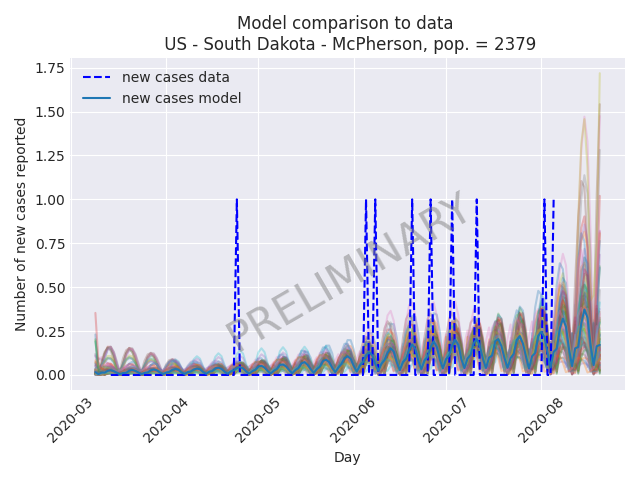 Model comparison to data
US - South Dakota - McPherson, pop. = 2379
1.75
1.50
1.25
1.00
0.75
0.50
0.25
0.00
Number of new cases reported
new cases data
new cases model
PRELIMINARY
2020-03
2020-04
2020-05
2020-06
2020-07
2020-08
Day